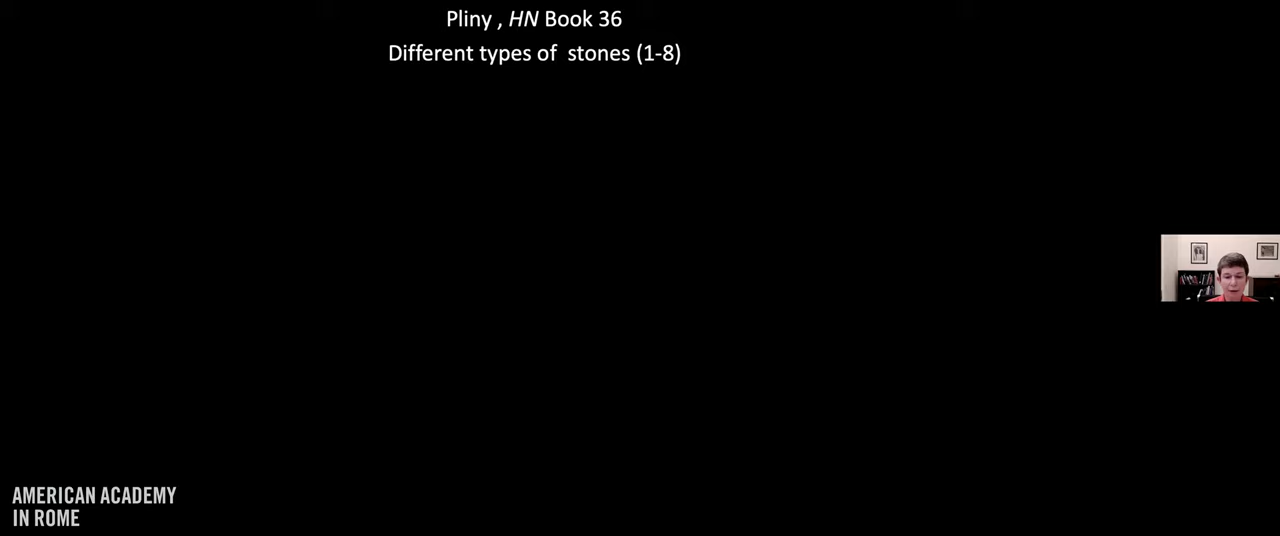 Pliny , HN Book 36
Different types of stones (1-8)
AMERICAN ACADEMY
IN ROME